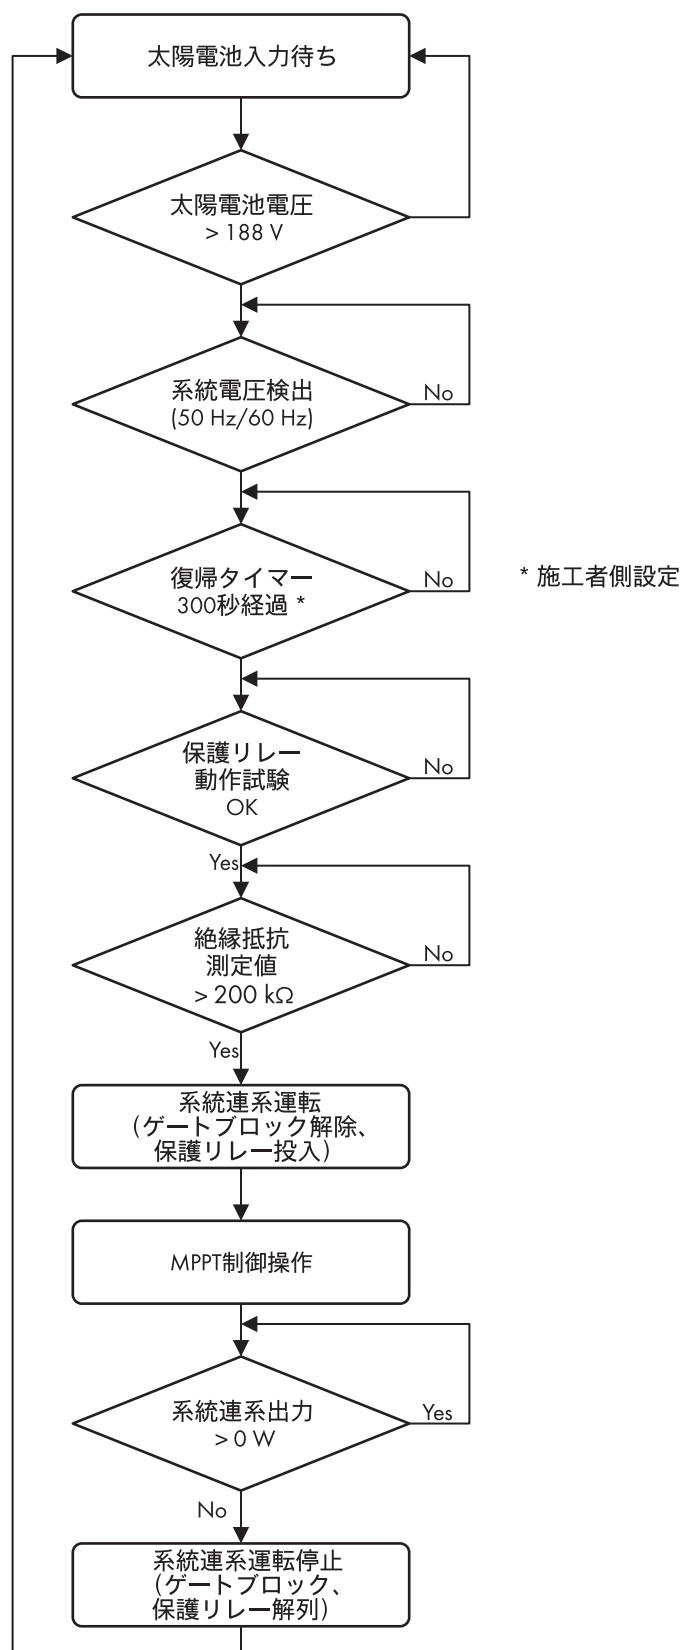 太陽電池入力待ち
太陽電池電圧
> 188 V
系統電圧検出
(50 Hz/60 Hz)
No
復帰タイマー
300秒経過 *
No
* 施工者側設定
保護リレー
動作試験
OK
No
Yes
絶縁抵抗
測定値
> 200 kΩ
No
Yes
系統連系運転
(ゲートブロック解除、
保護リレー投入)
MPPT制御操作
系統連系出力
> 0 W
Yes
No
系統連系運転停止
(ゲートブロック、
保護リレー解列)